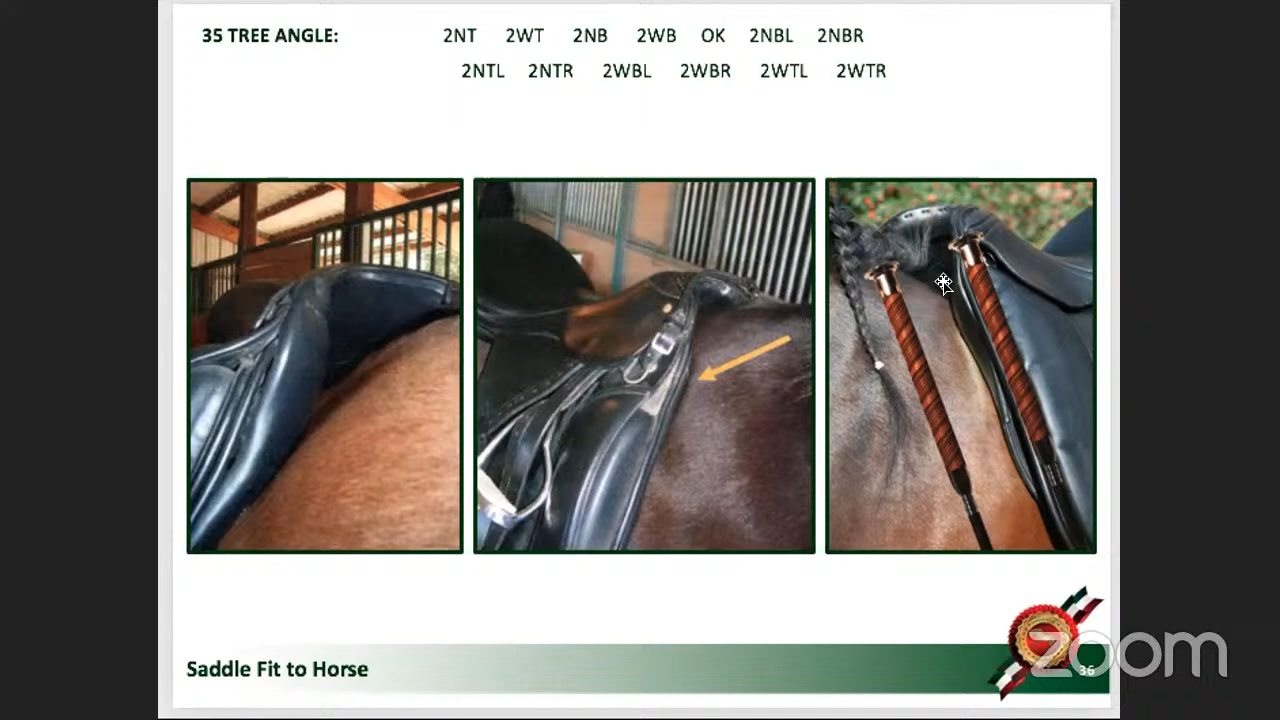 35 TREE ANGLE: 2NT 2WT 2NB 2WB OK 2NBL 2NBR
2NTL 2NTR 2WBL 2WBR 2WTL 2WTR
Saddle Fit to Horse
36
zoom